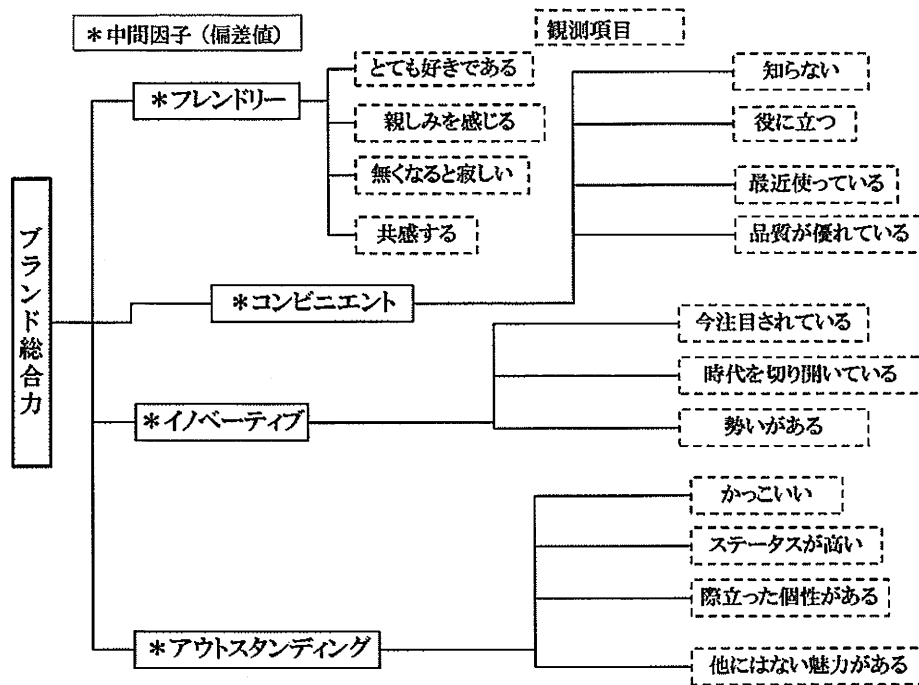 ＊中間因子（偏差値）
観測項目
ブランド総合力
＊フレンドリー
とても好きである
親しみを感じる
無くなると寂しい
共感する
＊コンビニエント
知らない
役に立つ
最近使っている
品質が優れている
＊イノベーティブ
今注目されている
時代を切り開いている
勢いがある
＊アウトスタンディング
かっこいい
ステータスが高い
際立った個性がある
他にはない魅力がある